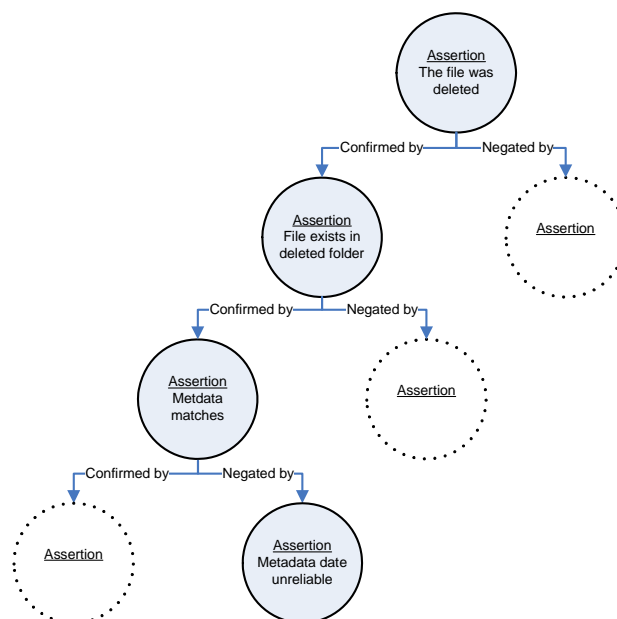 Assertion
The file was
deleted
Confirmed by
Negated by
Assertion
File exists in
deleted folder
Assertion
Confirmed by
Negated by
Assertion
Metdata
matches
Assertion
Confirmed by
Negated by
Assertion
Assertion
Metadata date
unreliable